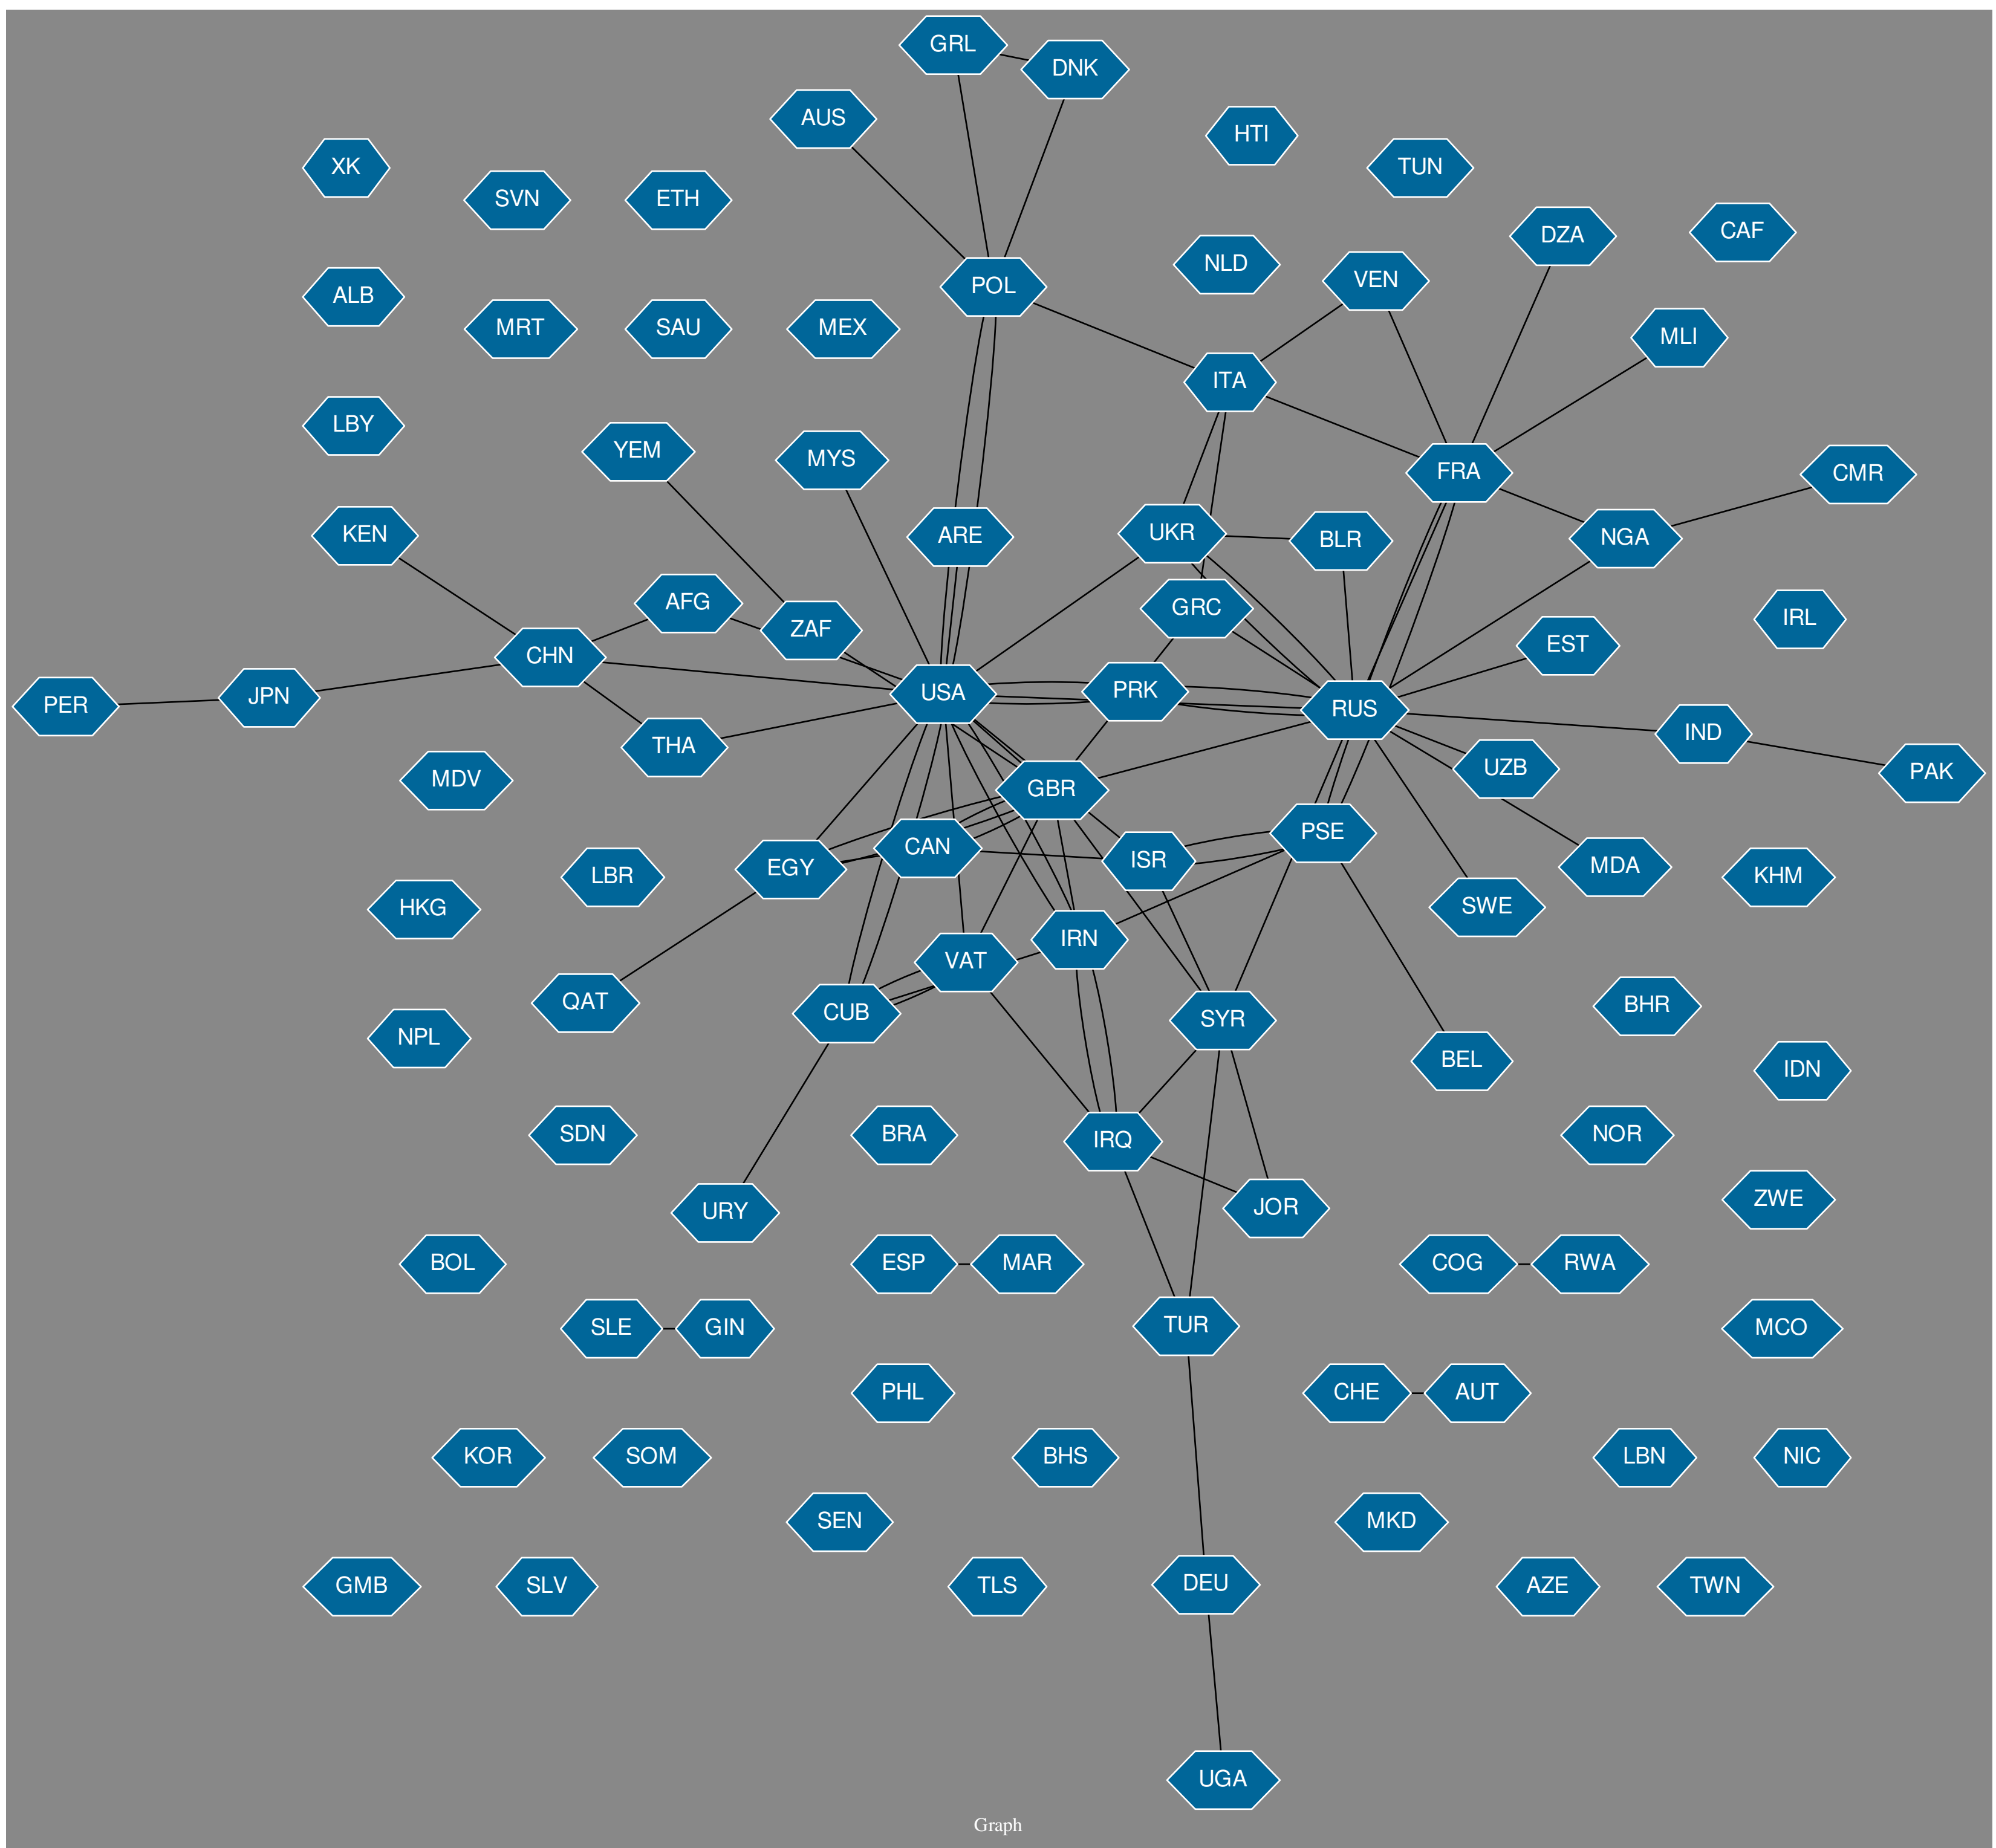 GRL
DNK
AUS
HTI
XK
TUN
SVN
ETH
CAF
DZA
NLD
VEN
POL
ALB
MRT
SAU
MEX
MLI
ITA
LBY
YEM
MYS
FRA
CMR
KEN
ARE
UKR
BLR
NGA
AFG
GRC
IRL
ZAF
EST
CHN
PRK
USA
JPN
PER
RUS
IND
THA
UZB
PAK
MDV
GBR
PSE
CAN
ISR
EGY
MDA
LBR
KHM
HKG
SWE
IRN
VAT
QAT
BHR
CUB
SYR
NPL
BEL
IDN
SDN
BRA
IRQ
NOR
ZWE
URY
JOR
BOL
ESP
MAR
COG
RWA
SLE
GIN
TUR
MCO
PHL
CHE
AUT
KOR
SOM
BHS
LBN
NIC
SEN
MKD
GMB
SLV
TLS
DEU
AZE
TWN
UGA
Graph